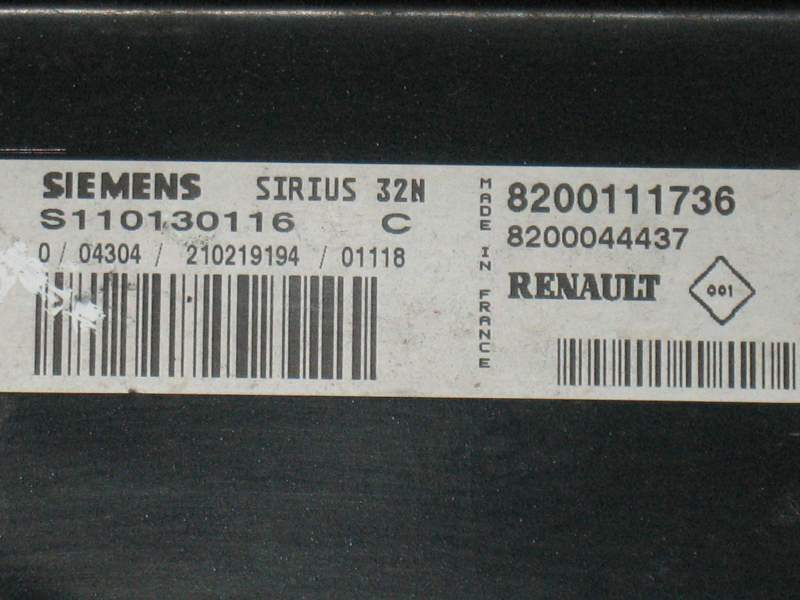 SIEMENS SIRIUS 32N
S110130116 C
0 / 04304 / 210219194 / 01118
MADE IN FRANCE
8200111736
8200044437
RENAULT 001